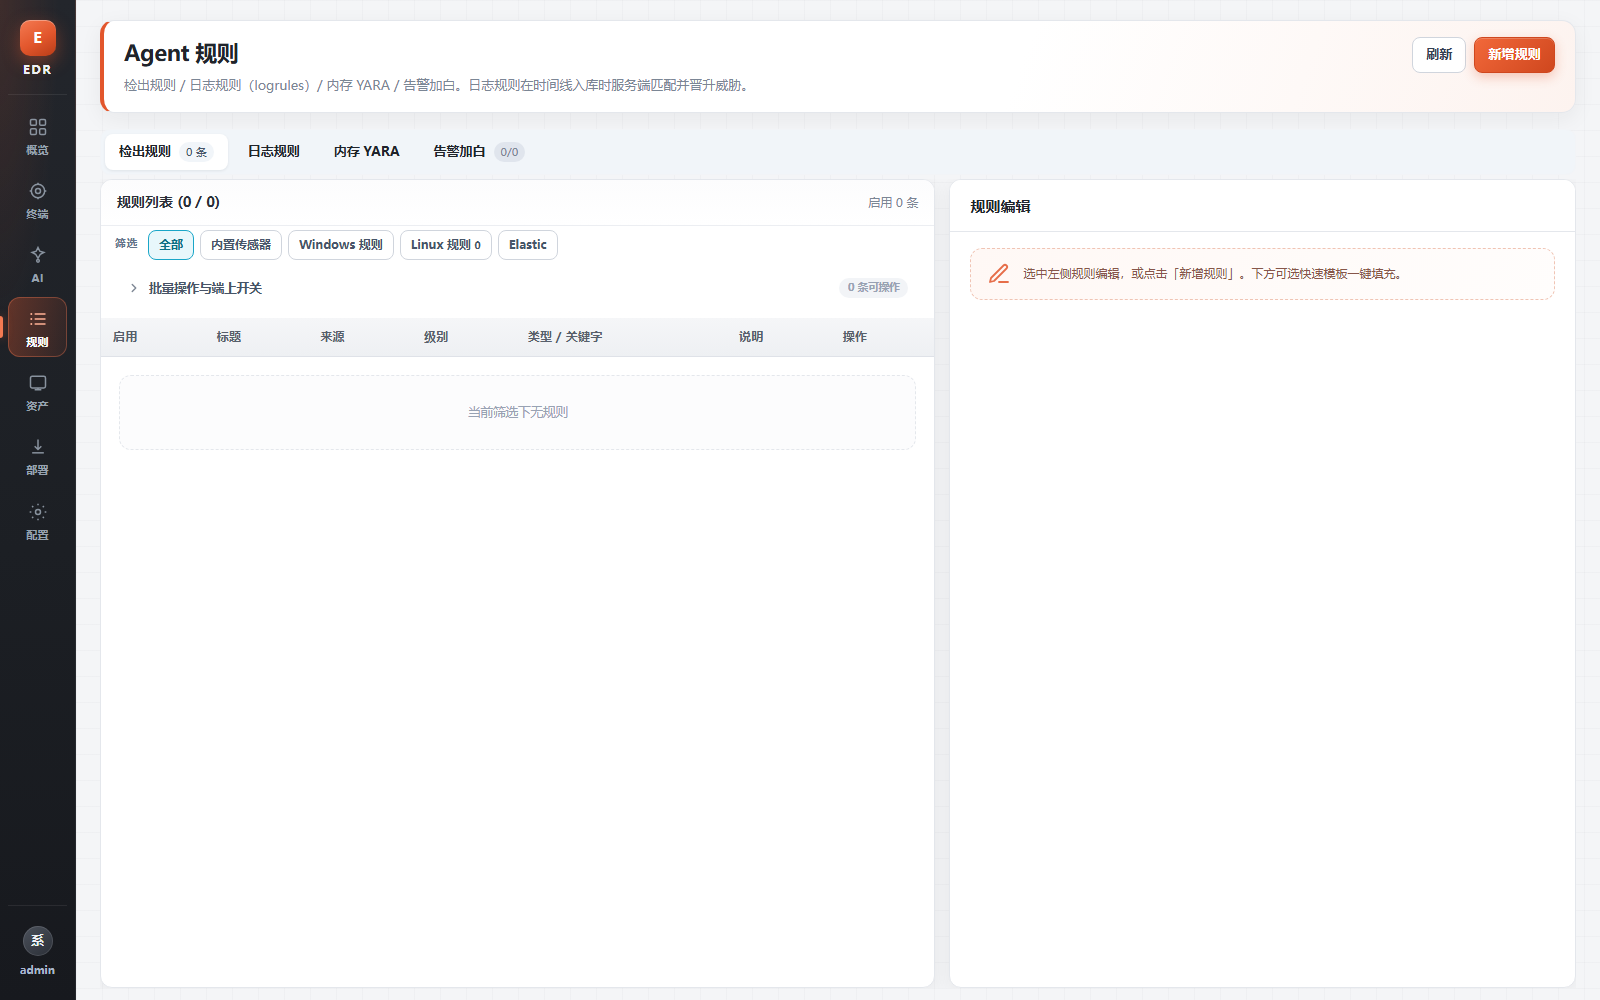 E
EDR
概览
终端
AI
规则
资产
部署
配置
系
admin
Agent 规则
检出规则 / 日志规则（logrules）/ 内存 YARA / 告警加白。日志规则在时间线入库时服务端匹配并晋升威胁。
刷新
新增规则
检出规则 0 条
日志规则
内存 YARA
告警加白 0/0
规则列表 (0 / 0)
启用 0 条
筛选 全部 内置传感器 Windows 规则 Linux 规则 0 Elastic
批量操作与端上开关
0 条可操作
启用 标题 来源 级别 类型 / 关键字 说明 操作
当前筛选下无规则
规则编辑
选中左侧规则编辑，或点击「新增规则」。下方可选快速模板一键填充。